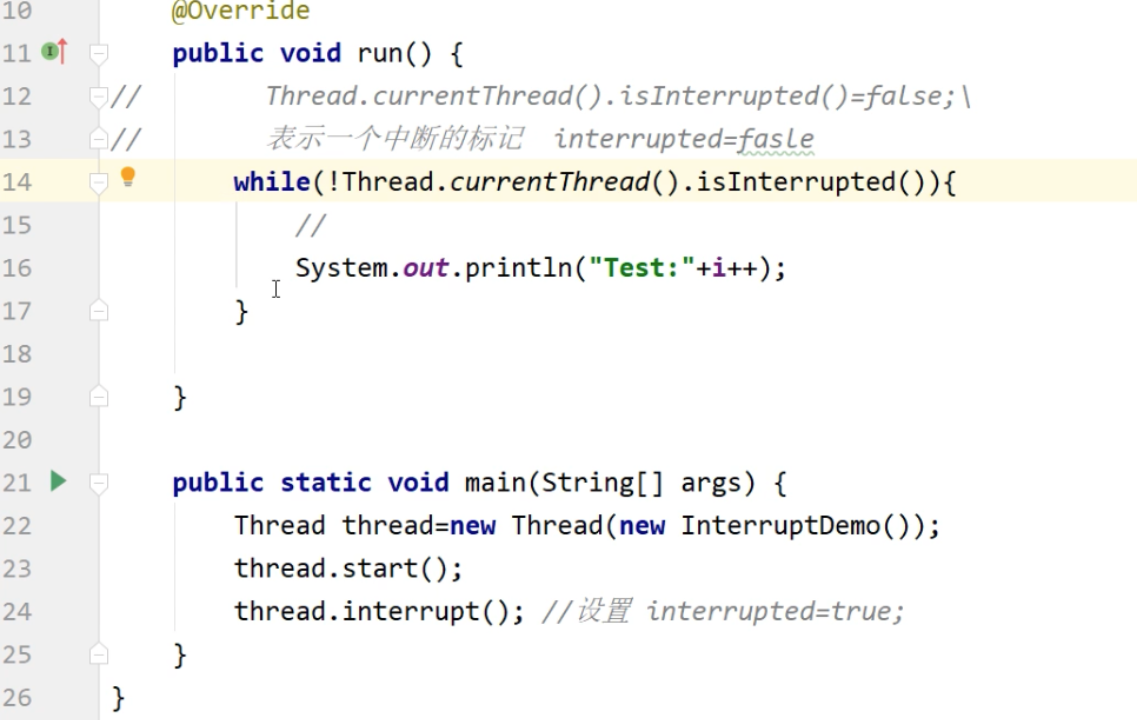 10 @Override
11 public void run() {
12 // Thread.currentThread().isInterrupted()=false;\
13 // 表示一个中断的标记 interrupted=fasle
14 while(!Thread.currentThread().isInterrupted()){
15 //
16 System.out.println("Test:"+i++);
17 }
18
19 }
20
21 public static void main(String[] args) {
22 Thread thread=new Thread(new InterruptDemo());
23 thread.start();
24 thread.interrupt(); //设置 interrupted=true;
25 }
26 }